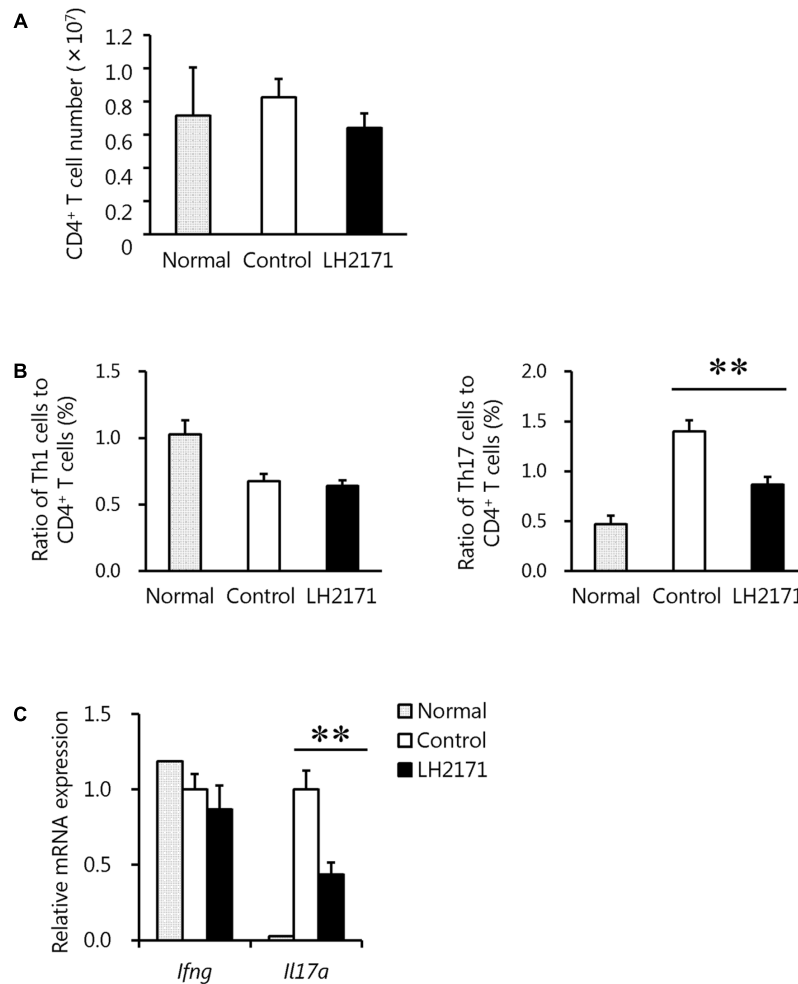 A
CD4⁺ T cell number (×10⁷)
1.2
1.0
0.8
0.6
0.4
0.2
0
Normal Control LH2171
B
Ratio of Th1 cells to
CD4⁺ T cells (%)
1.5
1.0
0.5
0.0
Normal Control LH2171
Ratio of Th17 cells to
CD4⁺ T cells (%)
2.0
1.5
1.0
0.5
0.0
**
Normal Control LH2171
C
Relative mRNA expression
1.5
1.0
0.5
0.0
**
Ifng Il17a
Normal
Control
LH2171